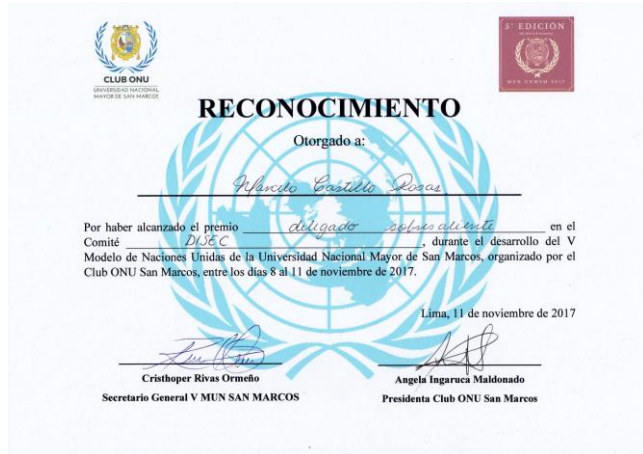 CLUB ONU
UNIVERSIDAD NACIONAL
MAYOR DE SAN MARCOS
5ª EDICIÓN
MUN UNMSM 2017
RECONOCIMIENTO
Otorgado a:
Marcelo Castillo Rosas
Por haber alcanzado el premio delegado sobresaliente en el
Comité DISEC, durante el desarrollo del V
Modelo de Naciones Unidas de la Universidad Nacional Mayor de San Marcos, organizado por el
Club ONU San Marcos, entre los días 8 al 11 de noviembre de 2017.
Lima, 11 de noviembre de 2017
Cristhoper Rivas Ormeño
Secretario General V MUN SAN MARCOS
Angela Ingaruca Maldonado
Presidenta Club ONU San Marcos